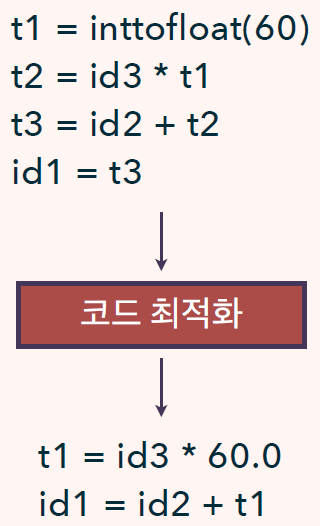 t1 = inttofloat(60)
t2 = id3 * t1
t3 = id2 + t2
id1 = t3
코드 최적화
t1 = id3 * 60.0
id1 = id2 + t1